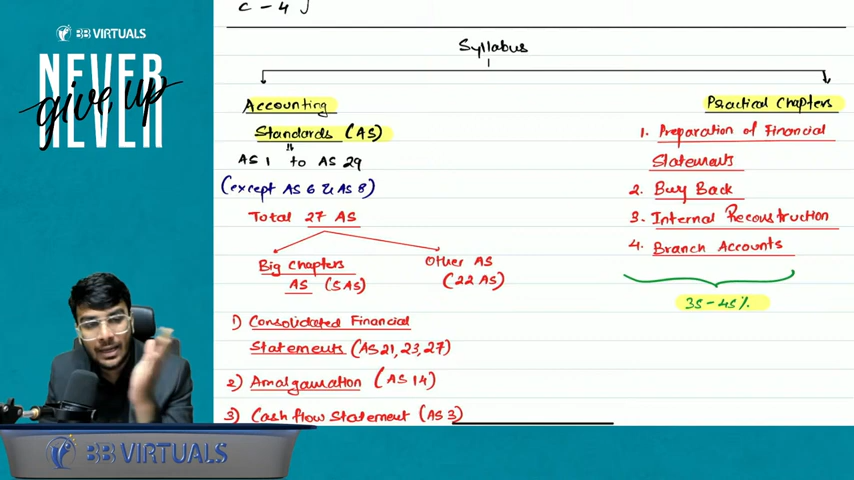 BB VIRTUALS
NEVER
give up
NEVER
C - 4
Syllabus
Accounting
Standards (AS)
AS 1 to AS 29
(except AS 6 & AS 8)
Total 27 AS
Big Chapters
AS (5AS)
Other AS
(22 AS)
1) Consolidated Financial
Statements (AS 21, 23, 27)
2) Amalgamation (AS 14)
3) Cash flow Statement (AS 3)
Practical Chapters
1. Preparation of Financial
Statements
2. Buy Back
3. Internal Reconstruction
4. Branch Accounts
35-45%
BB VIRTUALS